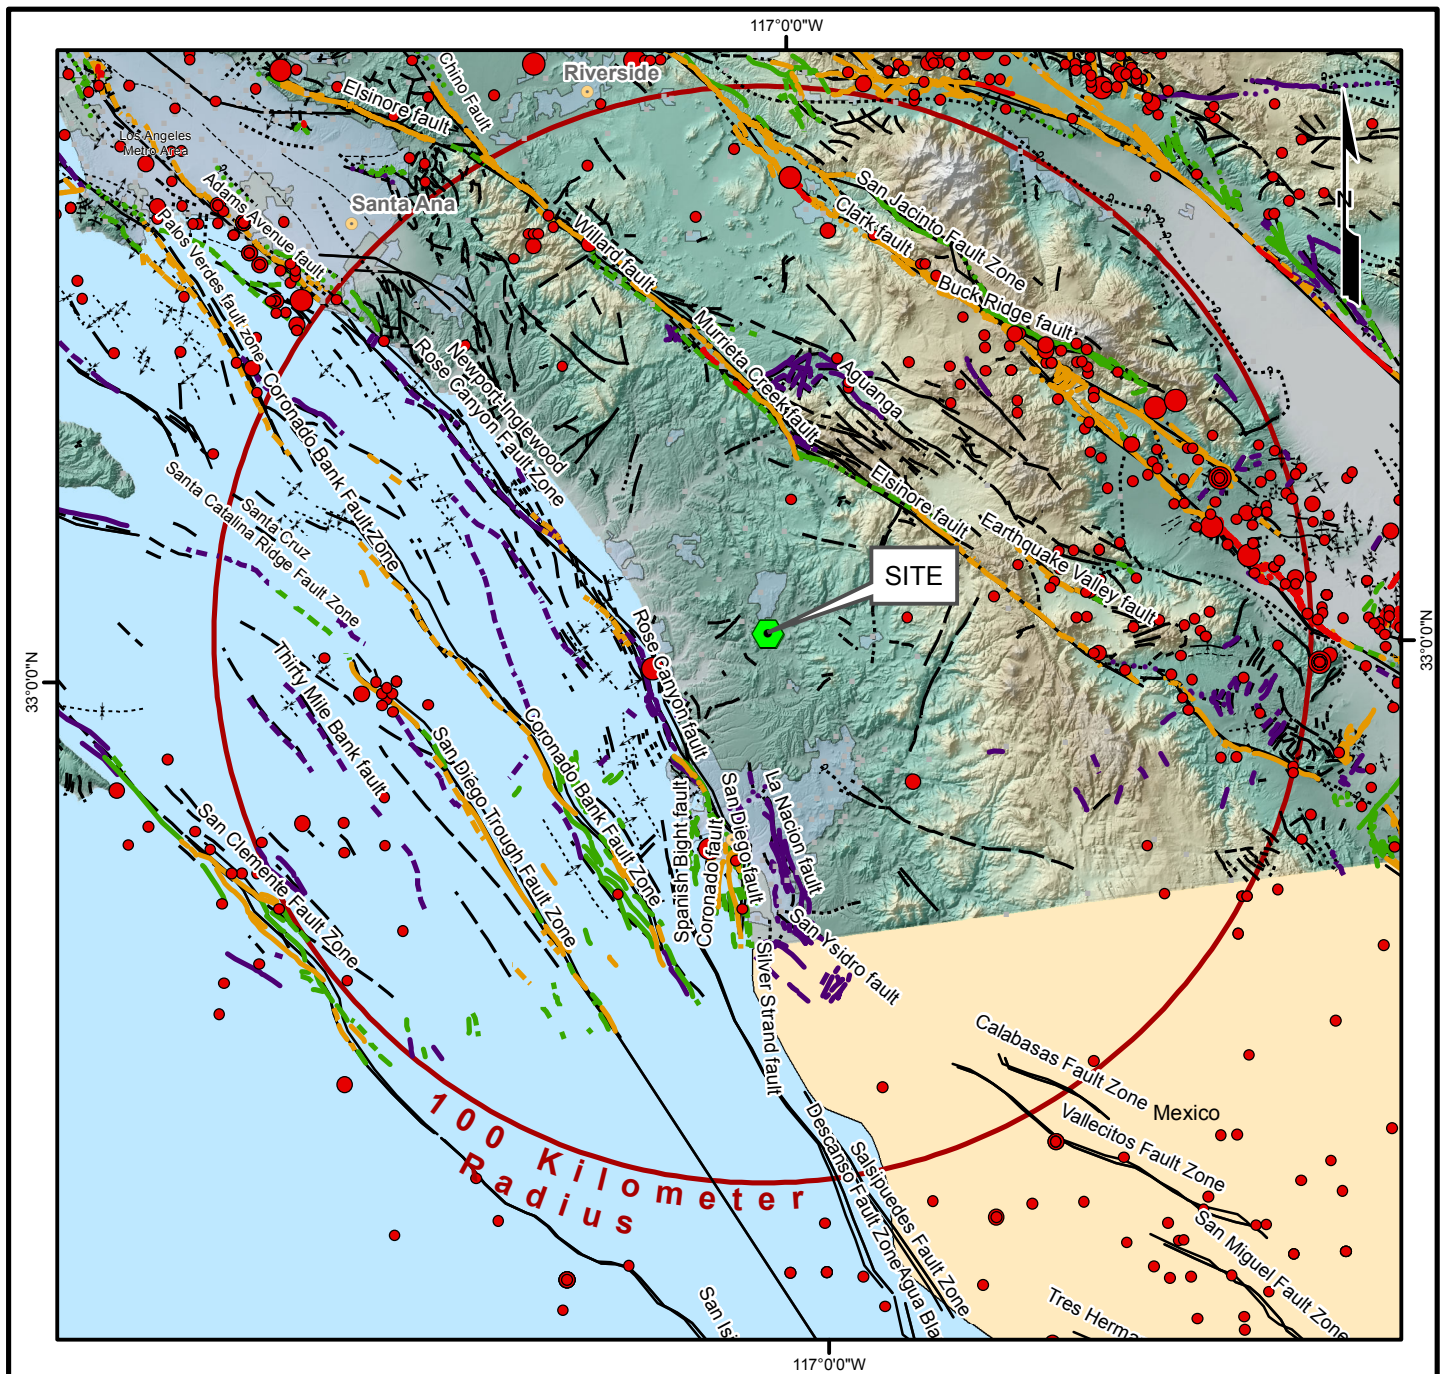 117°0'0"W
Riverside
Chino Fault
Elsinore fault
Los Angeles
Metro Area
Santa Ana
Adams Avenue fault
Palos Verdes fault zone
San Jacinto Fault Zone
Clark fault
Buck Ridge fault
Willard fault
N
Murrieta Creek fault
Aguanga
Newport-Inglewood
Rose Canyon Fault Zone
Coronado Bank Fault Zone
Santa Cruz
Santa Catalina Ridge Fault Zone
Elsinore fault
Earthquake Valley fault
SITE
33°0'0"N
33°0'0"N
Rose Canyon fault
Thirty Mile Bank fault
San Diego Trough Fault Zone
Coronado Bank Fault Zone
San Clemente Fault Zone
Spanish Bight fault
Coronado fault
San Diego fault
La Nacion fault
San Ysidro fault
Silver Strand fault
Calabasas Fault Zone
Mexico
Vallecitos Fault Zone
100 Kilometer
Radius
Descanso Fault Zone
Salsipuedes Fault Zone
San Miguel Fault Zone
Agua Bla
San Isi
Tres Herma
117°0'0"W